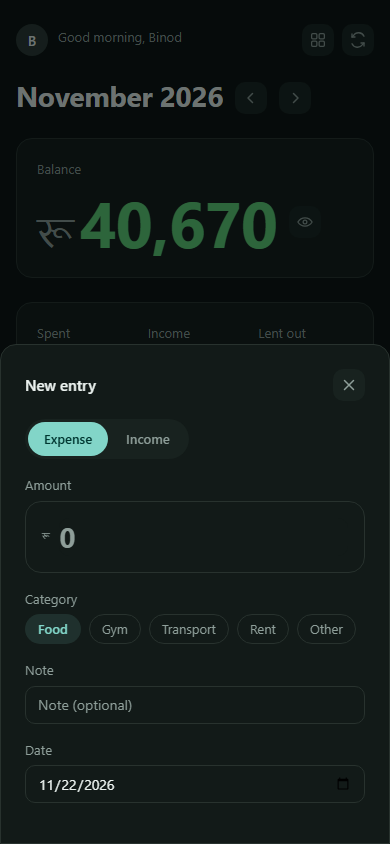 B
Good morning, Binod
November 2026
Balance
रू 40,670
Spent Income Lent out
New entry
Expense Income
Amount
रू 0
Category
Food Gym Transport Rent Other
Note
Note (optional)
Date
11/22/2026